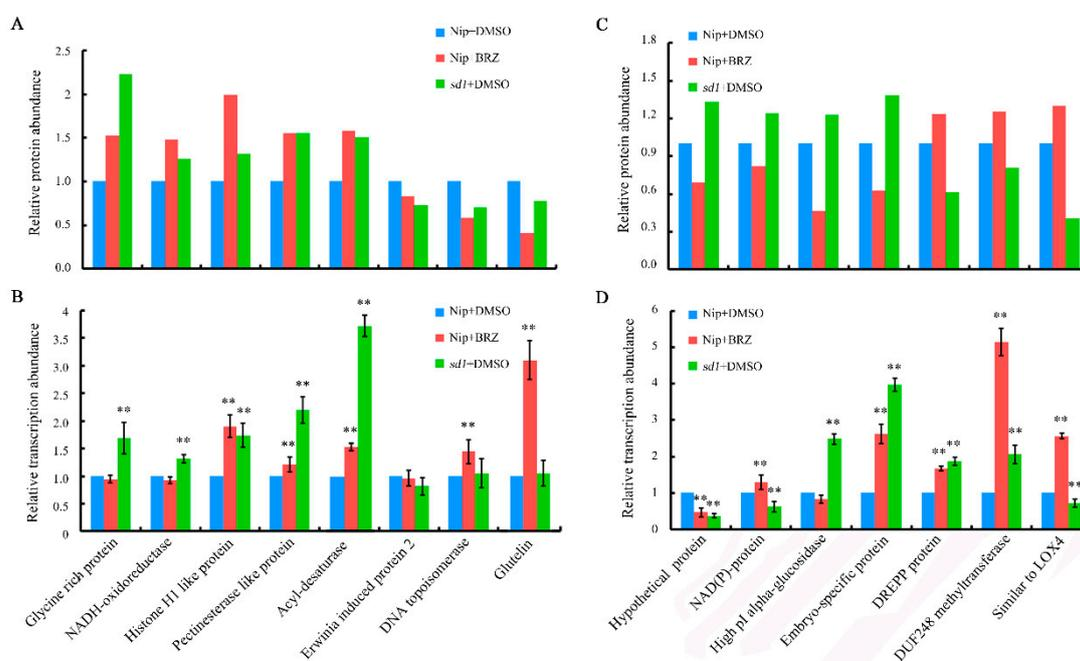 A
Nip+DMSO
Nip+BRZ
sd1+DMSO
Relative protein abundance
2.5
2
1.5
1.0
0.5
0.0
B
Nip+DMSO
Nip+BRZ
sd1+DMSO
Relative transcription abundance
4
3.5
3.0
2.5
2.0
1.5
1.0
0.5
0
**
**
** **
** **
** **
**
**
Glycine rich protein
NADH-oxidoreductase
Histone H1 like protein
Pectinesterase like protein
Acyl-desaturase
Erwinia induced protein 2
DNA topoisomerase
Glutelin
C
Nip+DMSO
Nip+BRZ
sd1+DMSO
Relative protein abundance
1.8
1.5
1.2
0.9
0.6
0.3
0.0
D
Nip+DMSO
Nip+BRZ
sd1+DMSO
Relative transcription abundance
6
5
4
3
2
1
0
** **
** **
**
** **
** **
** **
** **
Hypothetical protein
NAD(P)-protein
High pI alpha-glucosidase
Embryo-specific protein
DREPP protein
DUF248 methyltransferase
Similar to LOX4